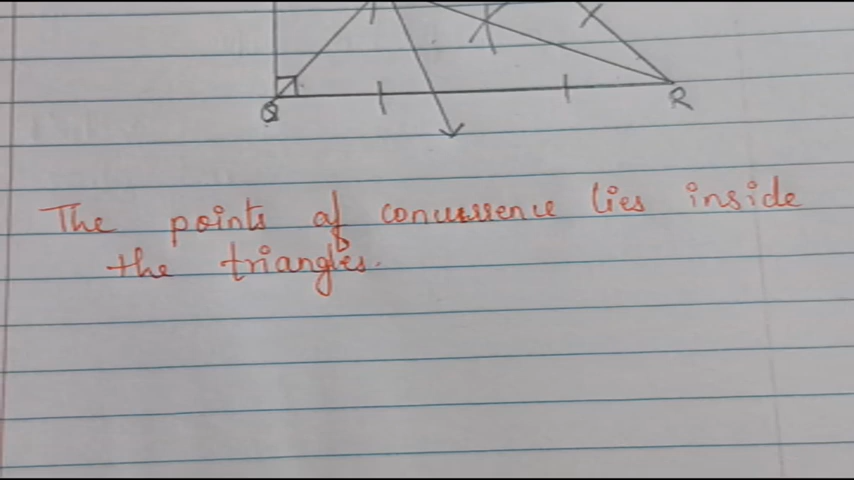 Q
R
The points of concurrence lies inside
the triangles.